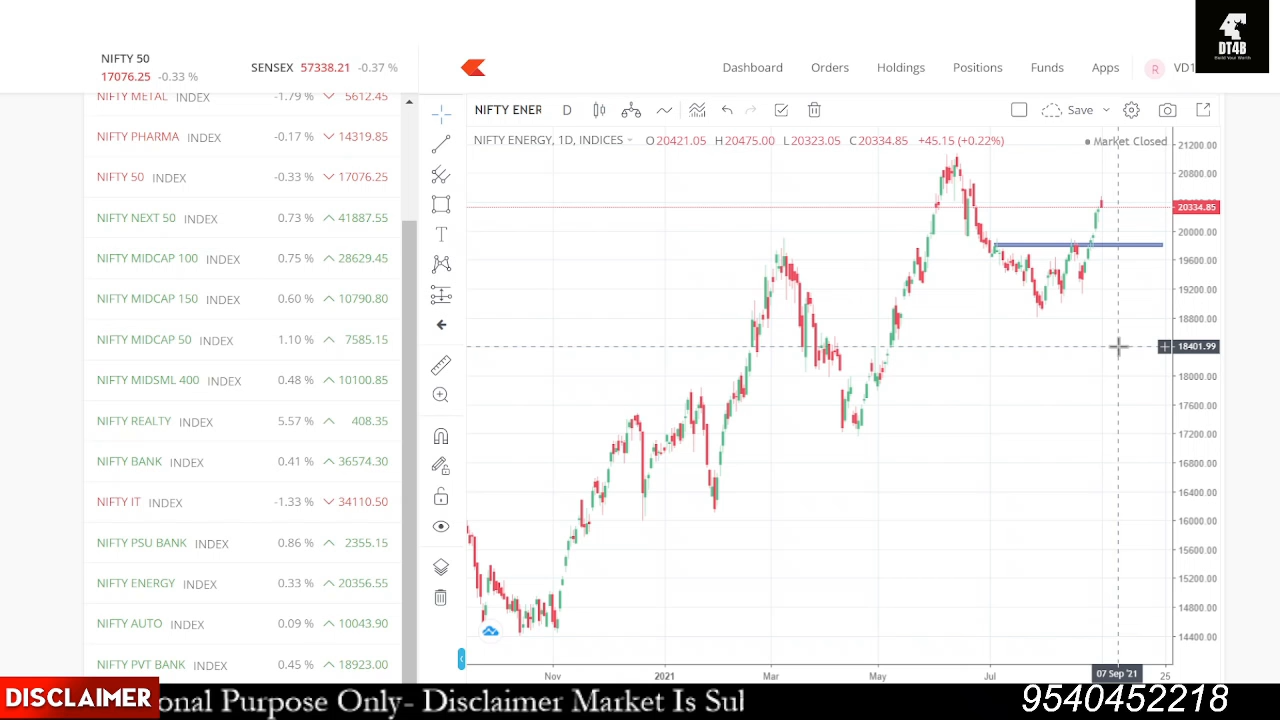 NIFTY 50
17076.25 -0.33 %
SENSEX 57338.21 -0.37 %
Dashboard Orders Holdings Positions Funds Apps R VD1
DT4B
Build Your Worth
NIFTY METAL INDEX -1.79 % 5612.45
NIFTY PHARMA INDEX -0.17 % 14319.85
NIFTY 50 INDEX -0.33 % 17076.25
NIFTY NEXT 50 INDEX 0.73 % 41887.55
NIFTY MIDCAP 100 INDEX 0.75 % 28629.45
NIFTY MIDCAP 150 INDEX 0.60 % 10790.80
NIFTY MIDCAP 50 INDEX 1.10 % 7585.15
NIFTY MIDSML 400 INDEX 0.48 % 10100.85
NIFTY REALTY INDEX 5.57 % 408.35
NIFTY BANK INDEX 0.41 % 36574.30
NIFTY IT INDEX -1.33 % 34110.50
NIFTY PSU BANK INDEX 0.86 % 2355.15
NIFTY ENERGY INDEX 0.33 % 20356.55
NIFTY AUTO INDEX 0.09 % 10043.90
NIFTY PVT BANK INDEX 0.45 % 18923.00
NIFTY ENER D Save
NIFTY ENERGY, 1D, INDICES O20421.05 H20475.00 L20323.05 C20334.85 +45.15 (+0.22%)
Market Closed
21200.00
20800.00
20334.85
20000.00
19600.00
19200.00
18800.00
18401.99
18000.00
17600.00
17200.00
16800.00
16400.00
16000.00
15600.00
15200.00
14800.00
14400.00
Nov 2021 Mar May Jul 07 Sep '21 25
DISCLAIMER
onal Purpose Only- Disclaimer Market Is Sul
9540452218